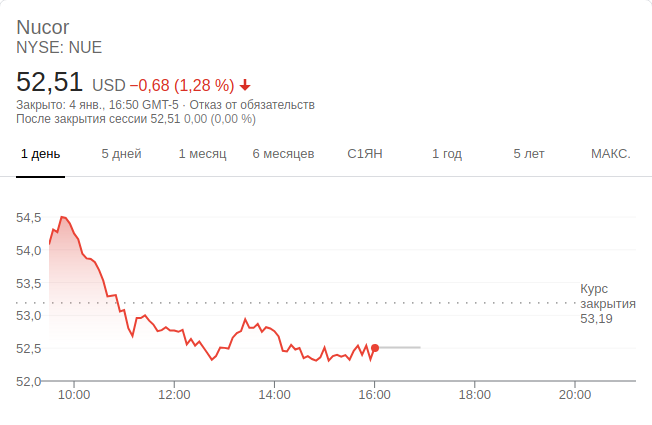 Nucor
NYSE: NUE
52,51 USD −0,68 (1,28 %)
Закрыто: 4 янв., 16:50 GMT-5 · Отказ от обязательств
После закрытия сессии 52,51 0,00 (0,00 %)
1 день 5 дней 1 месяц 6 месяцев С1ЯН 1 год 5 лет МАКС.
54,5
54,0
53,5
53,0
52,5
52,0
Курс
закрытия
53,19
10:00 12:00 14:00 16:00 18:00 20:00